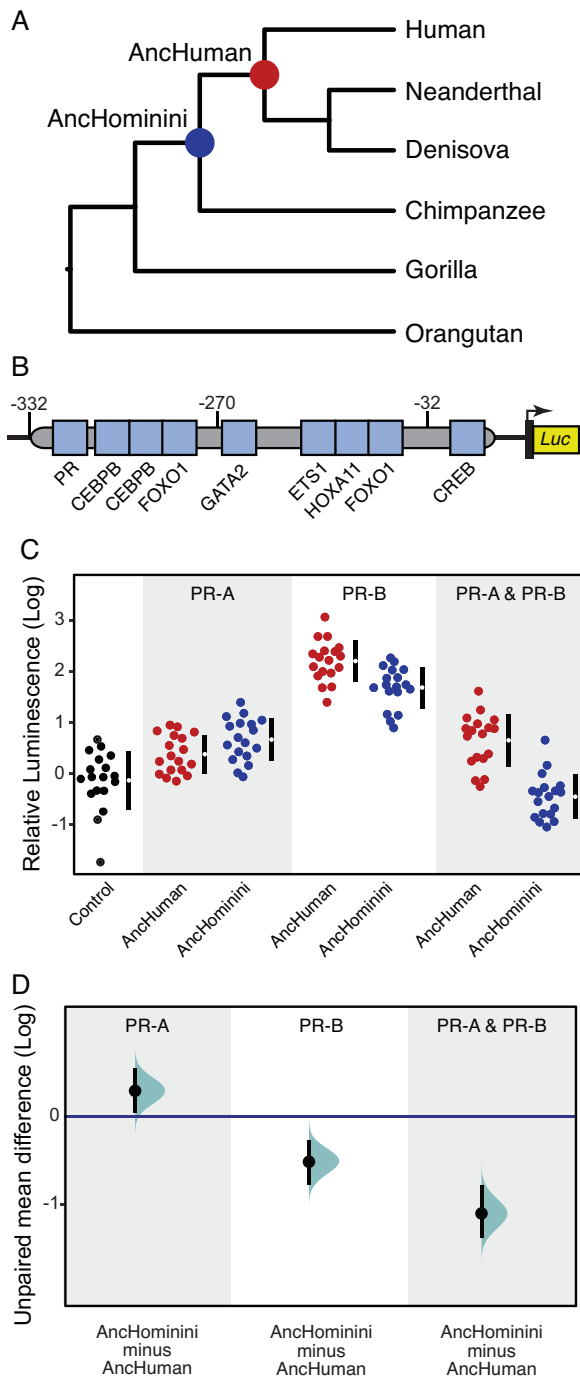 A
Human
AncHuman
Neanderthal
AncHominini
Denisova
Chimpanzee
Gorilla
Orangutan
B
-332
-270
-32
Luc
PR
CEBPB
CEBPB
FOXO1
GATA2
ETS1
HOXA11
FOXO1
CREB
C
Relative Luminescence (Log)
PR-A
PR-B
PR-A & PR-B
3
2
1
0
-1
Control
AncHuman
AncHominini
AncHuman
AncHominini
AncHuman
AncHominini
D
Unpaired mean difference (Log)
PR-A
PR-B
PR-A & PR-B
0
-1
AncHominini
minus
AncHuman
AncHominini
minus
AncHuman
AncHominini
minus
AncHuman